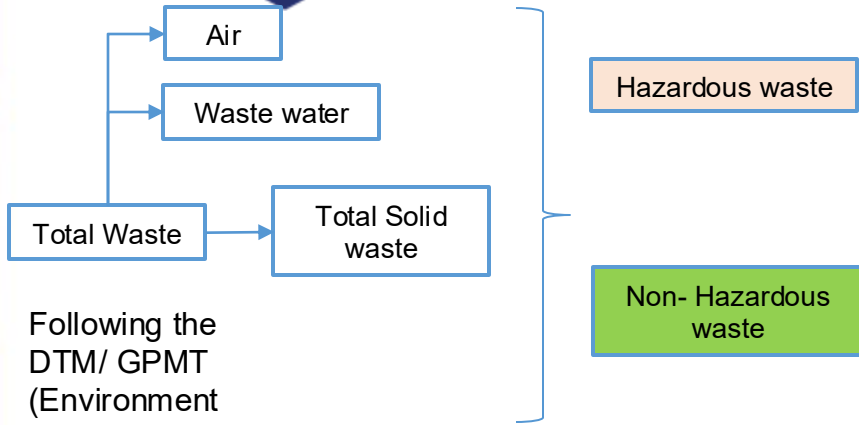 Air
Hazardous waste
Waste water
Total Waste
Total Solid
waste
Non- Hazardous
waste
Following the
DTM/ GPMT
(Environment